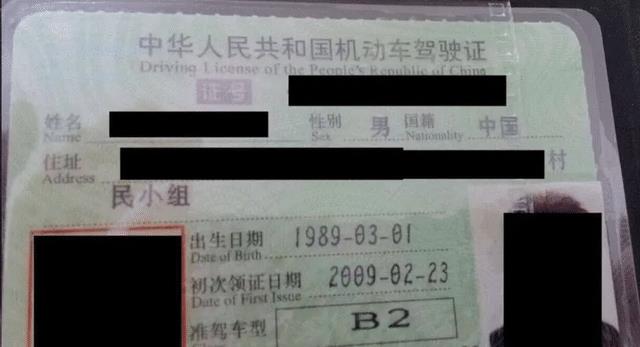 中华人民共和国机动车驾驶证
Driving License of the People's Republic of China
证号
姓名 性别 男 国籍 中国
Name Sex Nationality
住址 村
Address
民小组
出生日期 1989-03-01
Date of Birth
初次领证日期 2009-02-23
Date of First Issue
准驾车型 B2
Class